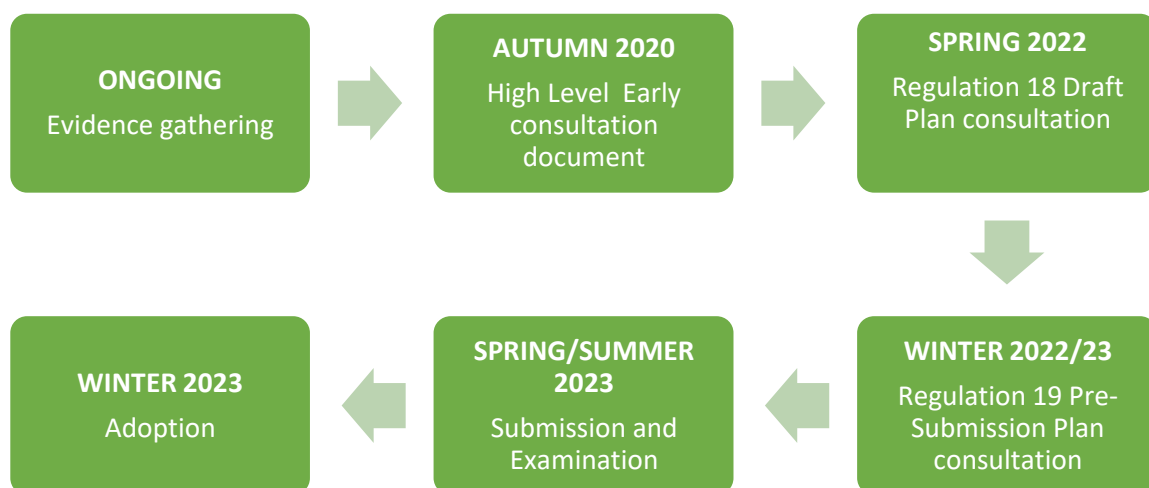 ONGOING
Evidence gathering
AUTUMN 2020
High Level Early
consultation
document
SPRING 2022
Regulation 18 Draft
Plan consultation
WINTER 2022/23
Regulation 19 Pre-
Submission Plan
consultation
SPRING/SUMMER
2023
Submission and
Examination
WINTER 2023
Adoption